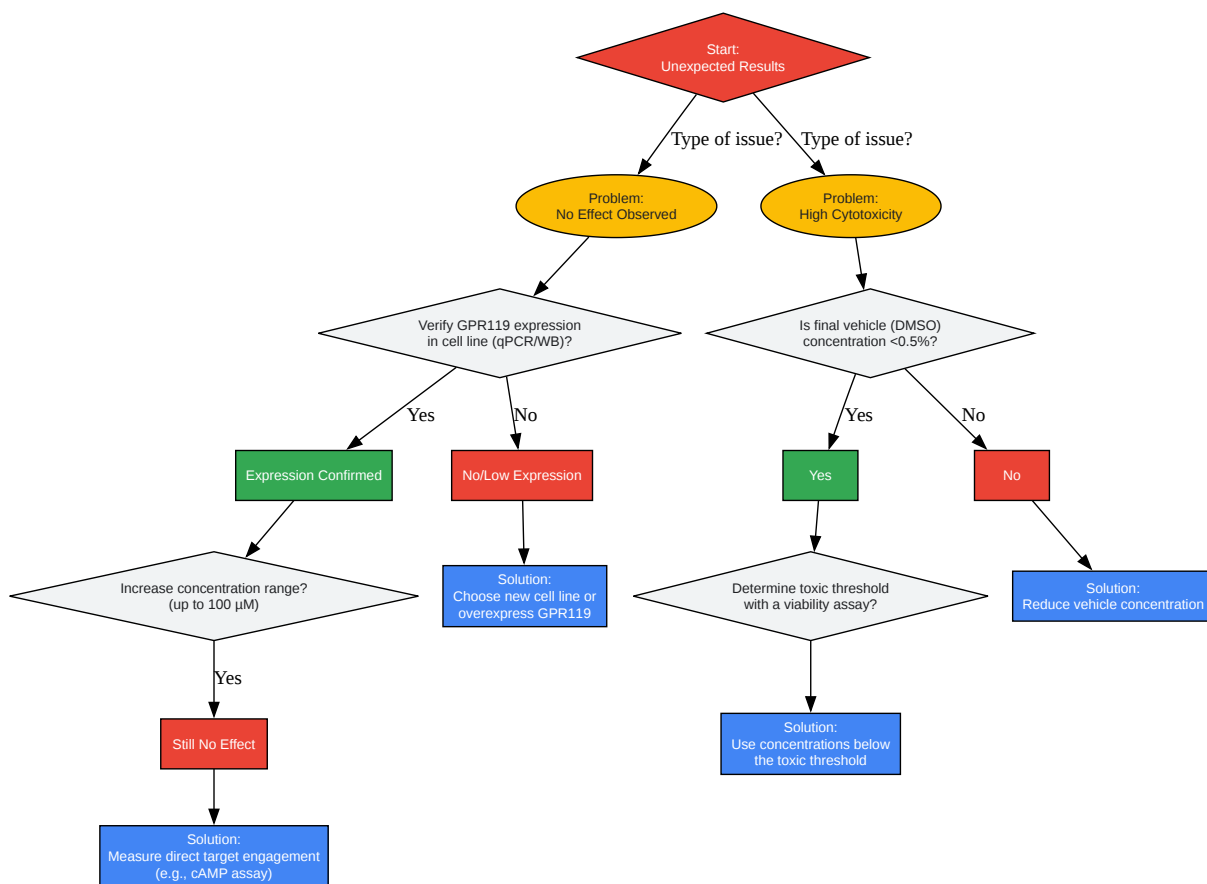 Start:
Unexpected Results
Type of issue?
Type of issue?
Problem:
No Effect Observed
Problem:
High Cytotoxicity
Verify GPR119 expression
in cell line (qPCR/WB)?
Is final vehicle (DMSO)
concentration <0.5%?
Yes
No
Yes
No
Expression Confirmed
No/Low Expression
Yes
No
Increase concentration range?
(up to 100 µM)
Solution:
Choose new cell line or
overexpress GPR119
Determine toxic threshold
with a viability assay?
Solution:
Reduce vehicle concentration
Yes
Still No Effect
Solution:
Use concentrations below
the toxic threshold
Solution:
Measure direct target engagement
(e.g., cAMP assay)